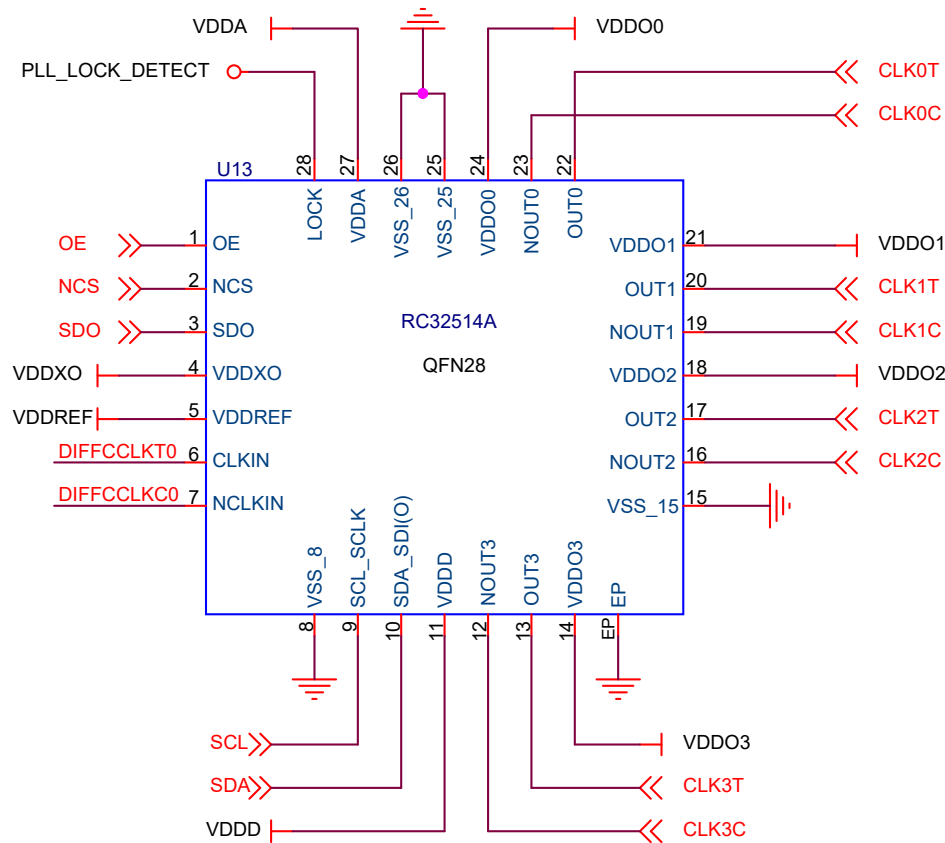 VDDA
VDDO0
PLL_LOCK_DETECT
CLK0T
CLK0C
U13
28
27
26
25
24
23
22
LOCK
VDDA
VSS_26
VSS_25
VDDO0
NOUT0
OUT0
OE
1
OE
VDDO1
21
VDDO1
NCS
2
NCS
OUT1
20
CLK1T
SDO
3
SDO
RC32514A
NOUT1
19
CLK1C
VDDXO
4
VDDXO
QFN28
VDDO2
18
VDDO2
VDDREF
5
VDDREF
OUT2
17
CLK2T
DIFFCCLKT0
6
CLKIN
NOUT2
16
CLK2C
DIFFCCLKC0
7
NCLKIN
VSS_15
15
VSS_8
SCL_SCLK
SDA_SDI(O)
VDDD
NOUT3
OUT3
VDDO3
EP
8
9
10
11
12
13
14
EP
SCL
VDDO3
SDA
CLK3T
VDDD
CLK3C